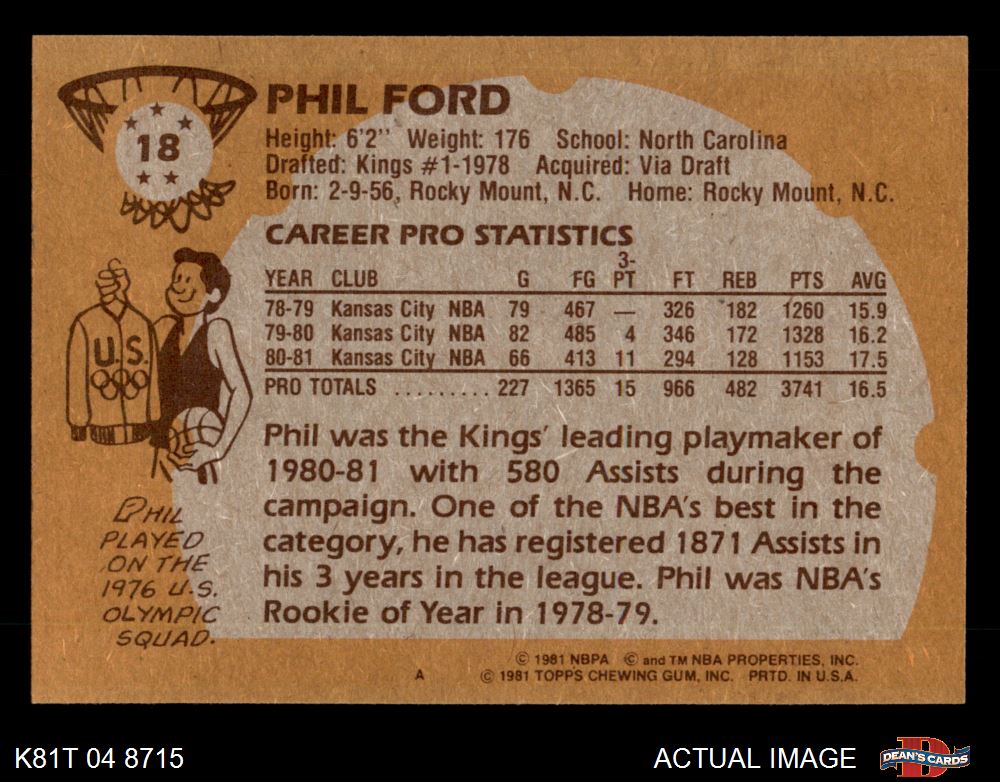 18
PHIL FORD
Height: 6'2" Weight: 176 School: North Carolina
Drafted: Kings #1-1978 Acquired: Via Draft
Born: 2-9-56, Rocky Mount, N.C. Home: Rocky Mount, N.C.
CAREER PRO STATISTICS
YEAR CLUB G FG 3-PT FT REB PTS AVG
78-79 Kansas City NBA 79 467 — 326 182 1260 15.9
79-80 Kansas City NBA 82 485 4 346 172 1328 16.2
80-81 Kansas City NBA 66 413 11 294 128 1153 17.5
PRO TOTALS ......... 227 1365 15 966 482 3741 16.5
U.S.
Phil was the Kings' leading playmaker of
1980-81 with 580 Assists during the
campaign. One of the NBA's best in the
category, he has registered 1871 Assists in
his 3 years in the league. Phil was NBA's
Rookie of Year in 1978-79.
PHIL
PLAYED
ON THE
1976 U.S.
OLYMPIC
SQUAD.
© 1981 NBPA © and TM NBA PROPERTIES, INC.
A © 1981 TOPPS CHEWING GUM, INC. PRTD. IN U.S.A.
K81T 04 8715 ACTUAL IMAGE
D
DEAN'S CARDS